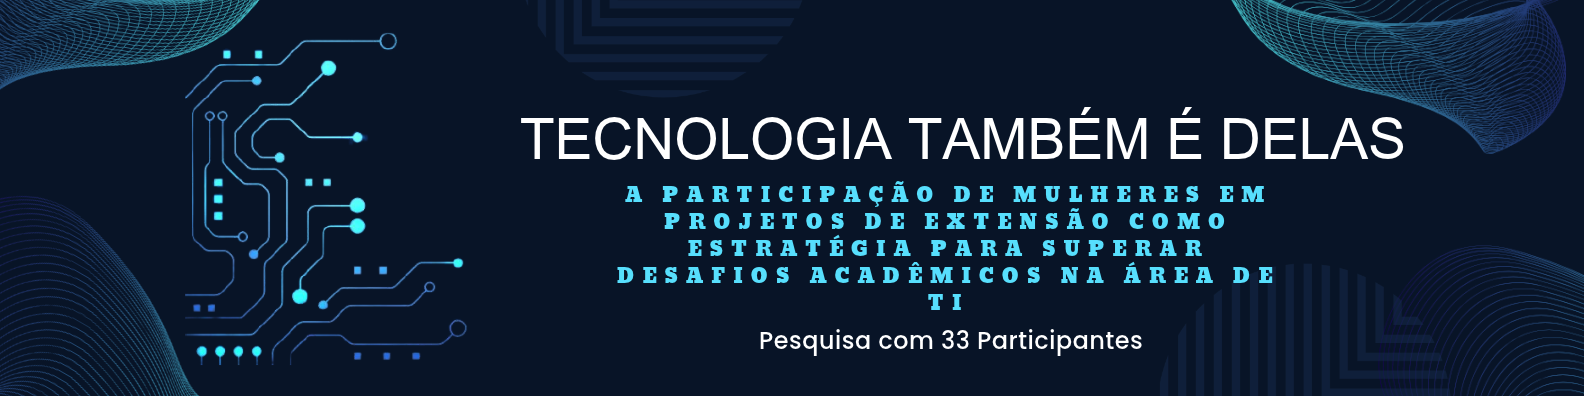 TECNOLOGIA TAMBÉM É DELAS
A PARTICIPAÇÃO DE MULHERES EM
PROJETOS DE EXTENSÃO COMO
ESTRATÉGIA PARA SUPERAR
DESAFIOS ACADÊMICOS NA ÁREA DE
TI
Pesquisa com 33 Participantes